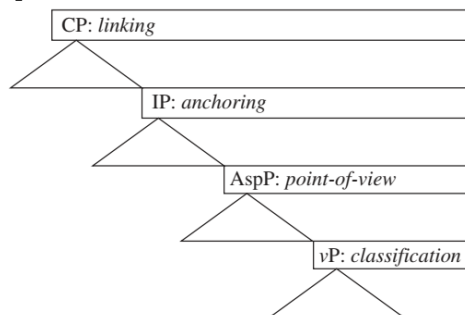 CP: linking
IP: anchoring
AspP: point-of-view
vP: classification